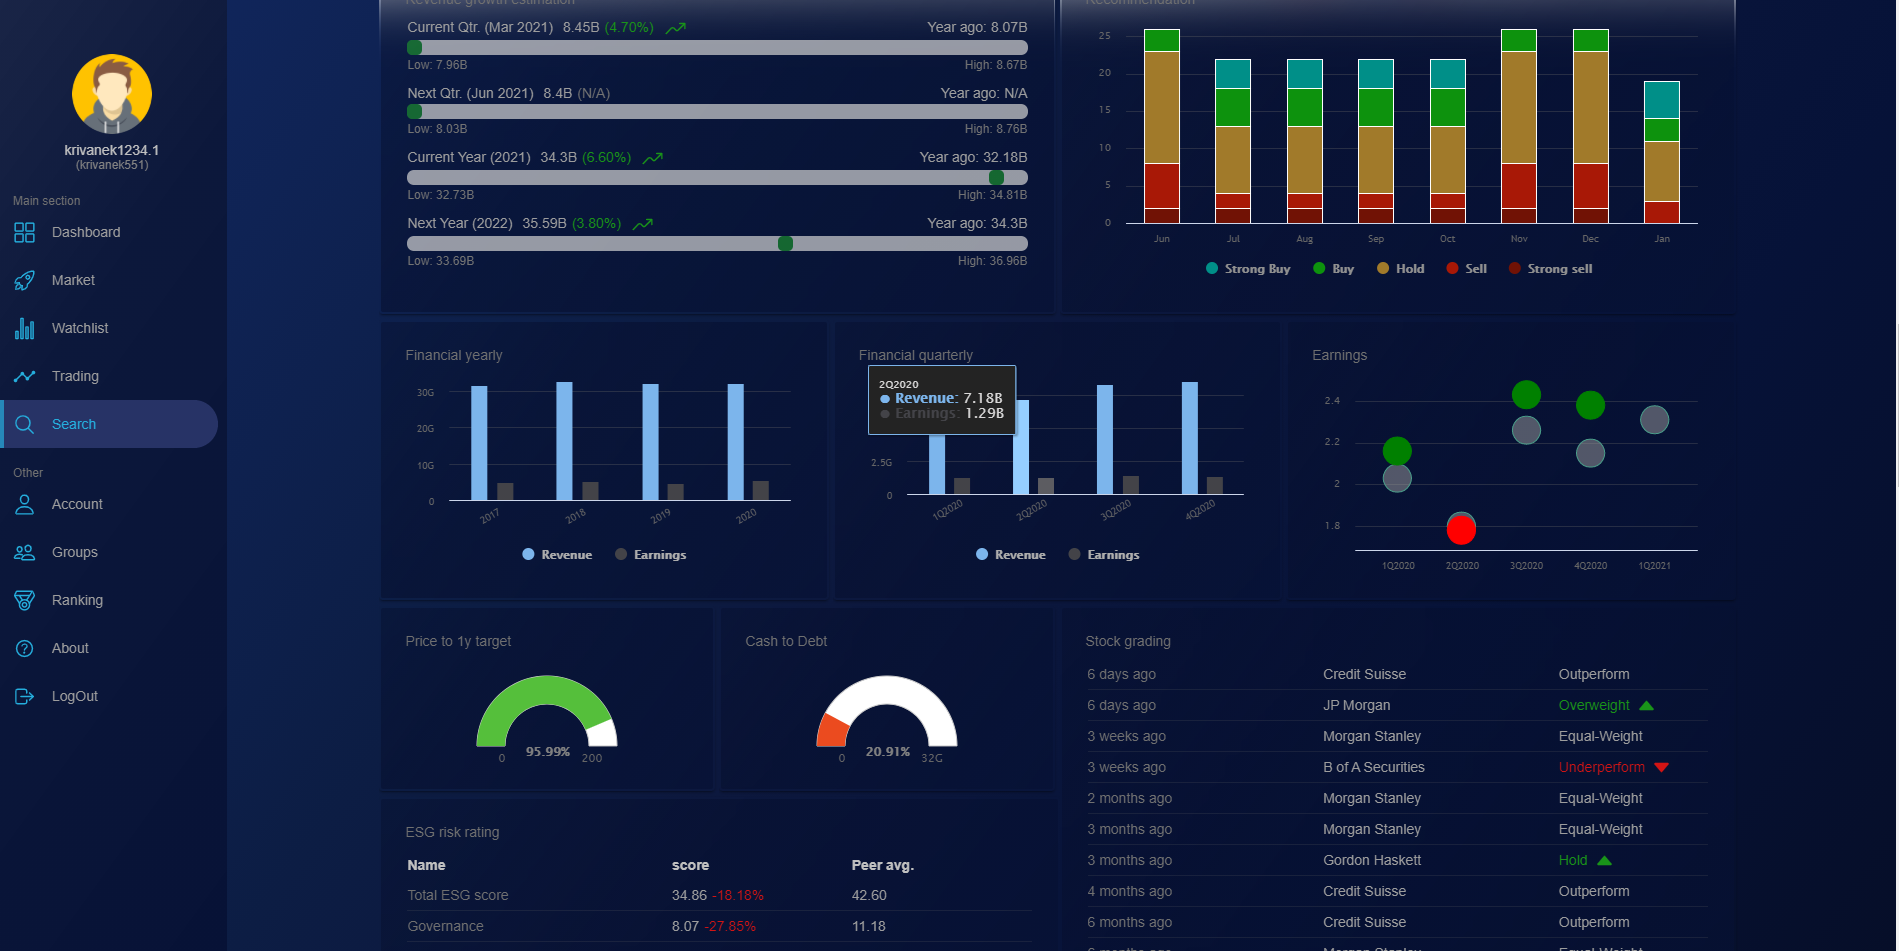 krivanek1234.1
(krivanek551)
Main section
Dashboard
Market
Watchlist
Trading
Search
Other
Account
Groups
Ranking
About
LogOut
Revenue growth estimation
Current Qtr. (Mar 2021) 8.45B (4.70%) Year ago: 8.07B
Low: 7.96B High: 8.67B
Next Qtr. (Jun 2021) 8.4B (N/A) Year ago: N/A
Low: 8.03B High: 8.76B
Current Year (2021) 34.3B (6.60%) Year ago: 32.18B
Low: 32.73B High: 34.81B
Next Year (2022) 35.59B (3.80%) Year ago: 34.3B
Low: 33.69B High: 36.96B
Recommendation
25
20
15
10
5
0
Jun Jul Aug Sep Oct Nov Dec Jan
Strong Buy Buy Hold Sell Strong sell
Financial yearly
30G
20G
10G
0
2017 2018 2019 2020
Revenue Earnings
Financial quarterly
2Q2020
Revenue: 7.18B
Earnings: 1.29B
2.5G
0
1Q2020 2Q2020 3Q2020 4Q2020
Revenue Earnings
Earnings
2.4
2.2
2
1.8
1Q2020 2Q2020 3Q2020 4Q2020 1Q2021
Price to 1y target
95.99%
0 200
Cash to Debt
20.91%
0 32G
Stock grading
6 days ago Credit Suisse Outperform
6 days ago JP Morgan Overweight
3 weeks ago Morgan Stanley Equal-Weight
3 weeks ago B of A Securities Underperform
2 months ago Morgan Stanley Equal-Weight
3 months ago Morgan Stanley Equal-Weight
3 months ago Gordon Haskett Hold
4 months ago Credit Suisse Outperform
6 months ago Credit Suisse Outperform
6 months ago Morgan Stanley Equal-Weight
ESG risk rating
Name score Peer avg.
Total ESG score 34.86 -18.18% 42.60
Governance 8.07 -27.85% 11.18